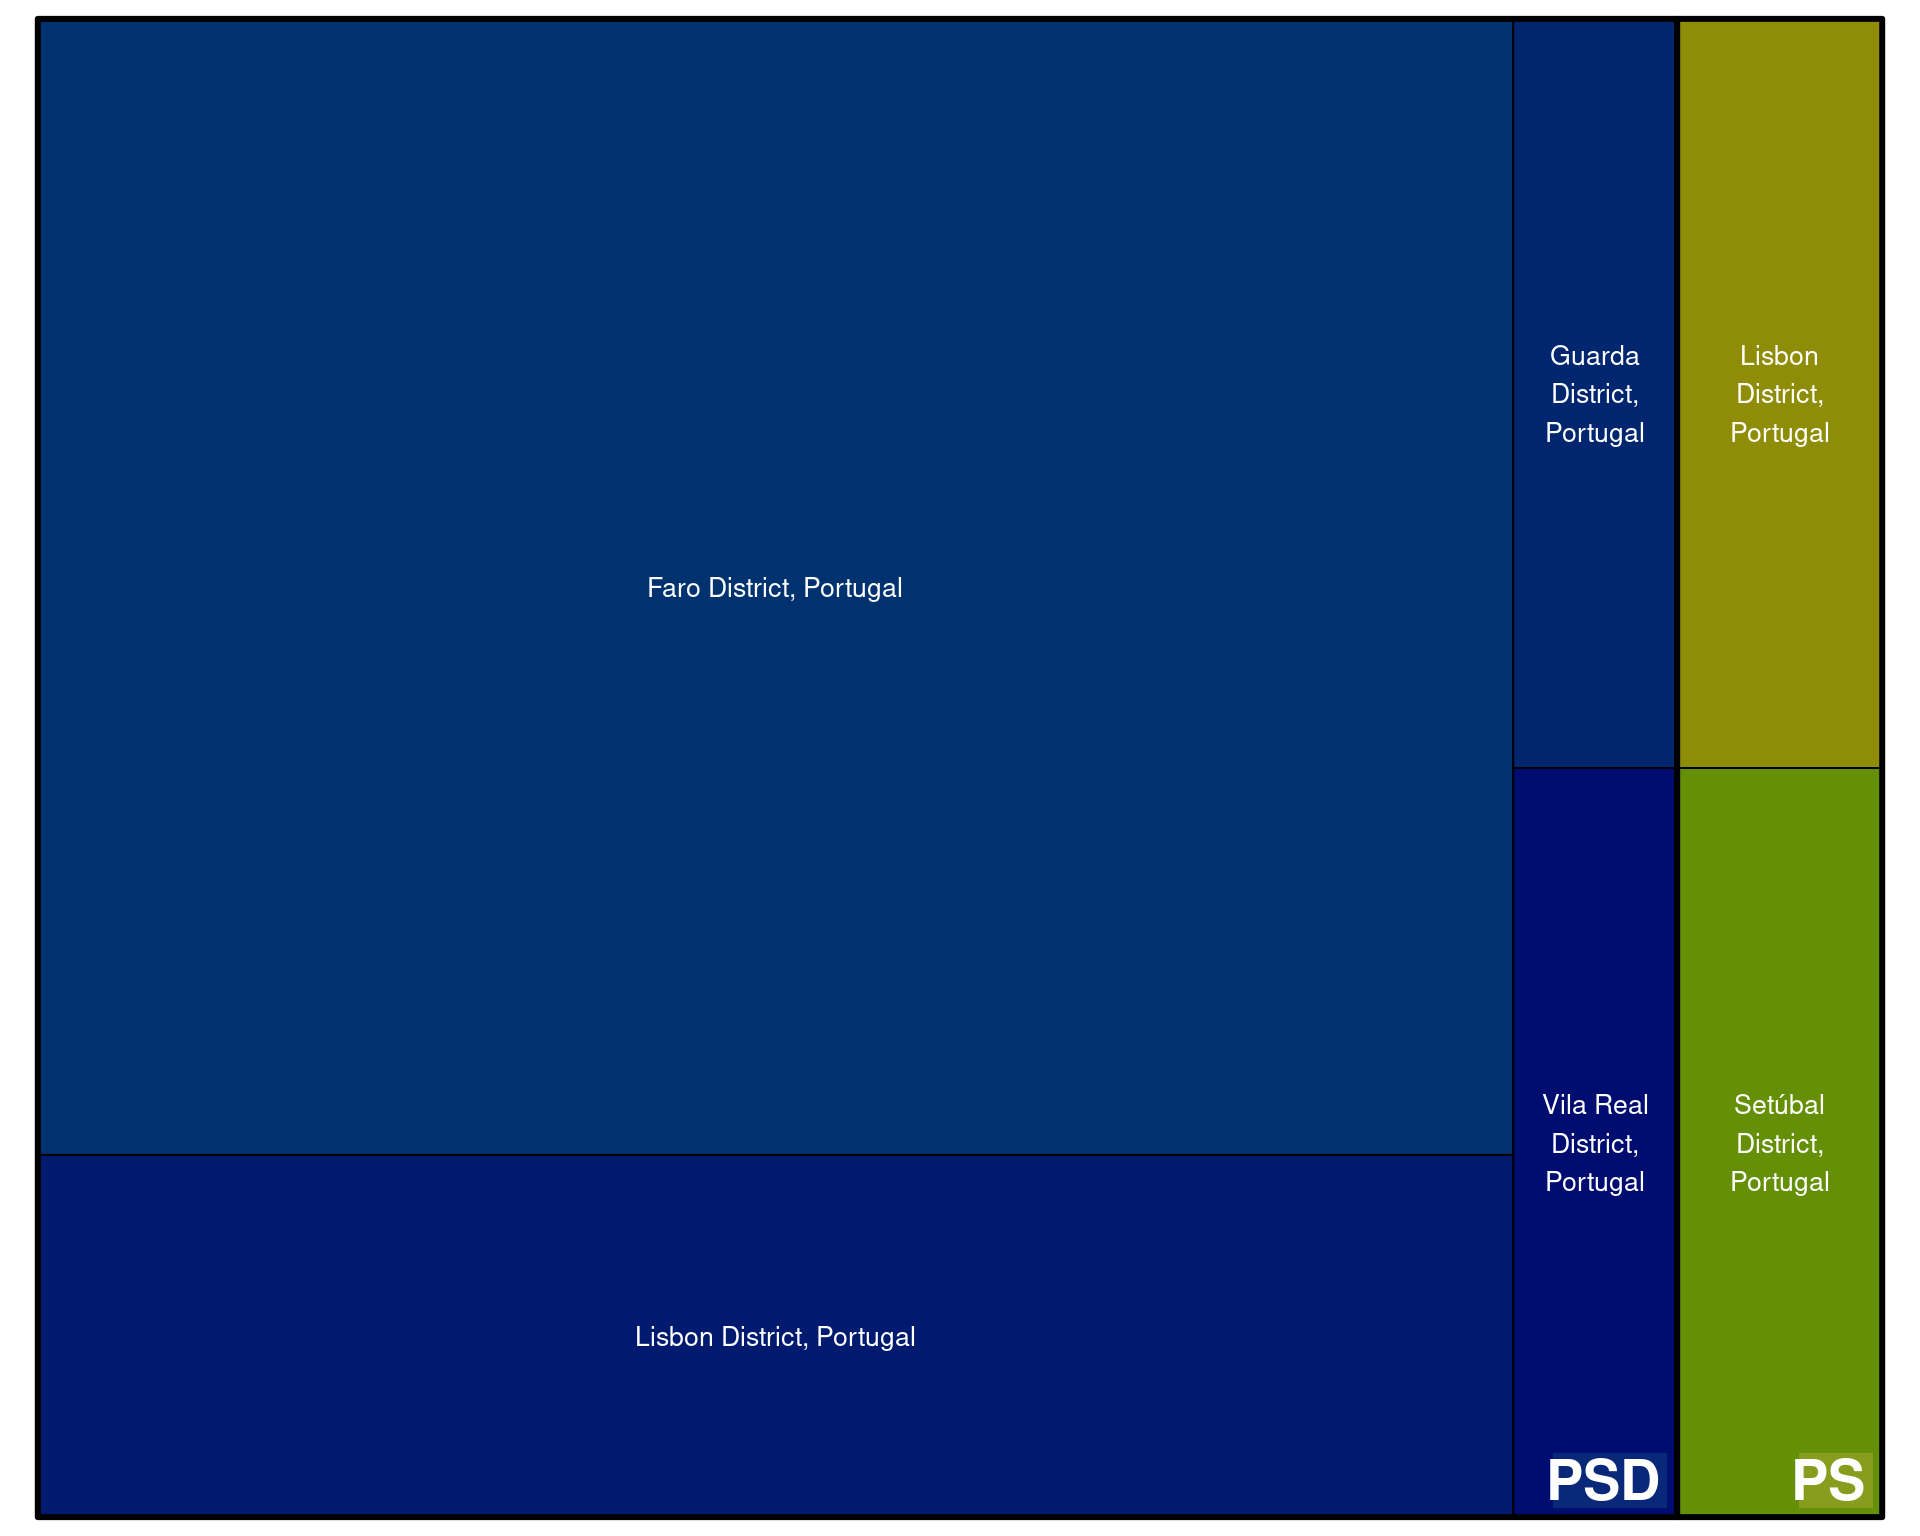 Faro District, Portugal
Lisbon District, Portugal
Guarda
District,
Portugal
Vila Real
District,
Portugal
PSD
Lisbon
District,
Portugal
Setúbal
District,
Portugal
PS